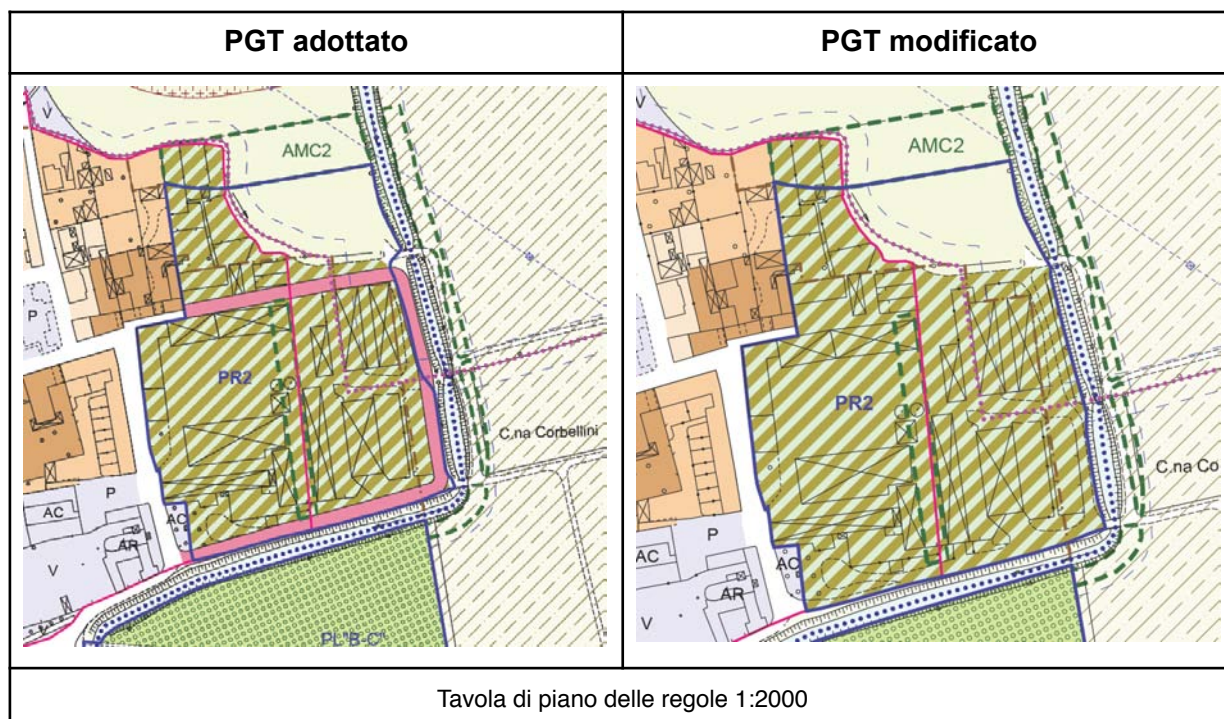 PGT adottato
PGT modificato
V
AMC2
P
PR2
C.na Corbellini
P
AC
AC
AR
V
V
PL"B-C"
V
AMC2
P
PR2
C.na Co
P
AC
AC
AR
V
Tavola di piano delle regole 1:2000